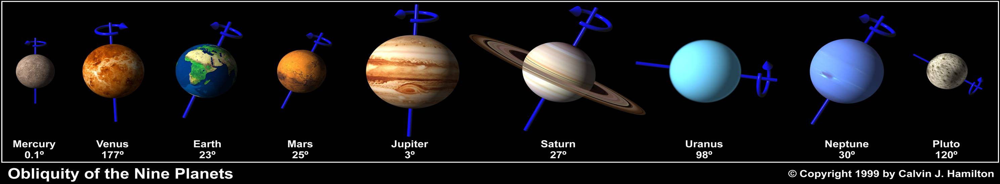 Mercury Venus Earth Mars Jupiter Saturn Uranus Neptune Pluto
0.1º 177º 23º 25º 3º 27º 98º 30º 120º
Obliquity of the Nine Planets © Copyright 1999 by Calvin J. Hamilton